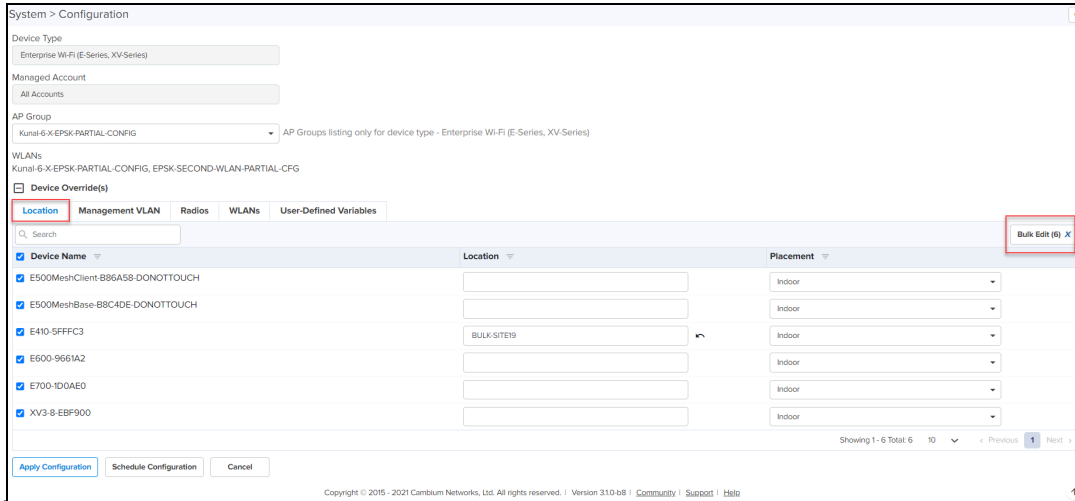 System > Configuration
Device Type
Enterprise Wi-Fi (E-Series, XV-Series)
Managed Account
All Accounts
AP Group
Kunal-6-X-EPSK-PARTIAL-CONFIG AP Groups listing only for device type - Enterprise Wi-Fi (E-Series, XV-Series)
WLANs
Kunal-6-X-EPSK-PARTIAL-CONFIG, EPSK-SECOND-WLAN-PARTIAL-CFG
Device Override(s)
Location Management VLAN Radios WLANs User-Defined Variables
Search Bulk Edit (6) X
Device Name Location Placement
E500MeshClient-B86A58-DONOTTOUCH Indoor
E500MeshBase-B8C4DE-DONOTTOUCH Indoor
E410-5FFFC3 BULK-SITE19 Indoor
E600-9661A2 Indoor
E700-1D0AE0 Indoor
XV3-8-EBF900 Indoor
Showing 1 - 6 Total: 6 10 < Previous 1 Next >
Apply Configuration Schedule Configuration Cancel
Copyright © 2015 - 2021 Cambium Networks, Ltd. All rights reserved. | Version 3.1.0-b8 | Community | Support | Help